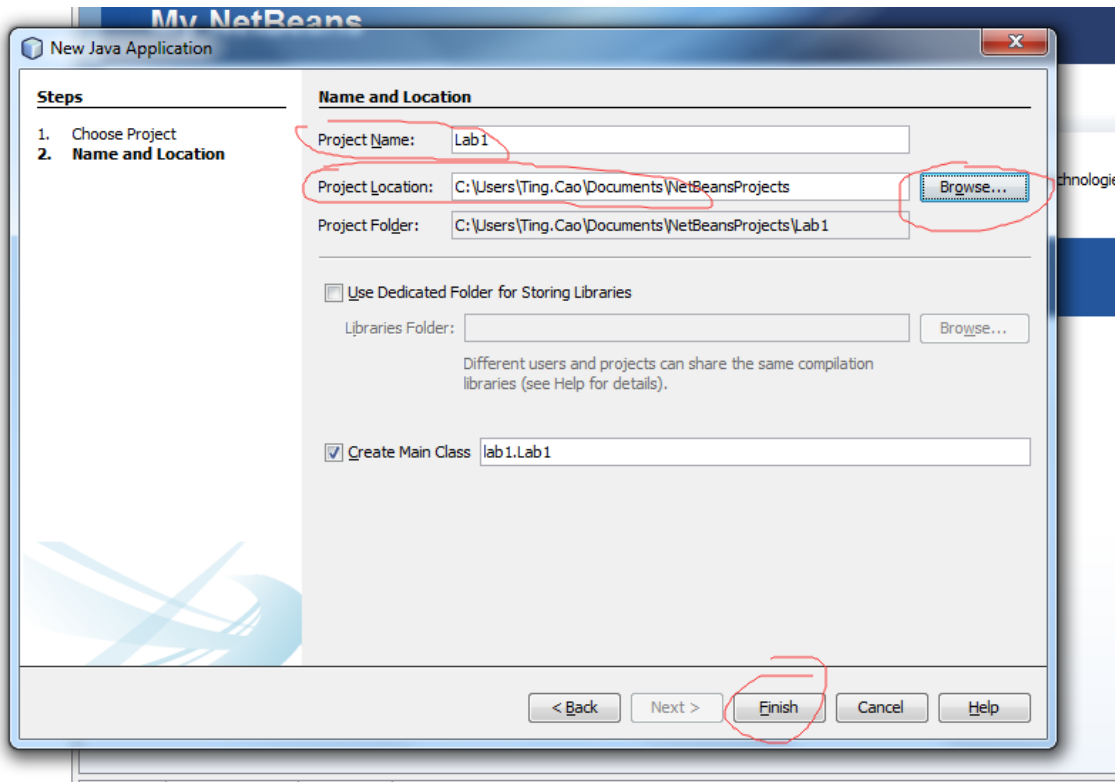 My NetBeans
New Java Application
x
Steps
1. Choose Project
2. Name and Location
Name and Location
Project Name: Lab1
Project Location: C:\Users\Ting.Cao\Documents\NetBeansProjects Browse...
Project Folder: C:\Users\Ting.Cao\Documents\NetBeansProjects\Lab1
Use Dedicated Folder for Storing Libraries
Libraries Folder: Browse...
Different users and projects can share the same compilation
libraries (see Help for details).
Create Main Class lab1.Lab1
< Back Next > Finish Cancel Help
chnologie